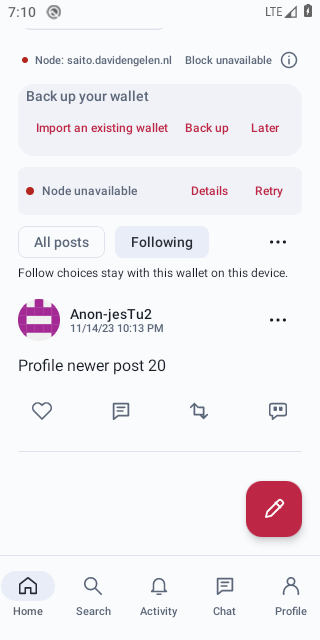 7:10
LTE
Node: saito.davidengelen.nl
Block unavailable
Back up your wallet
Import an existing wallet
Back up
Later
Node unavailable
Details
Retry
All posts
Following
Follow choices stay with this wallet on this device.
Anon-jesTu2
11/14/23 10:13 PM
Profile newer post 20
Home
Search
Activity
Chat
Profile